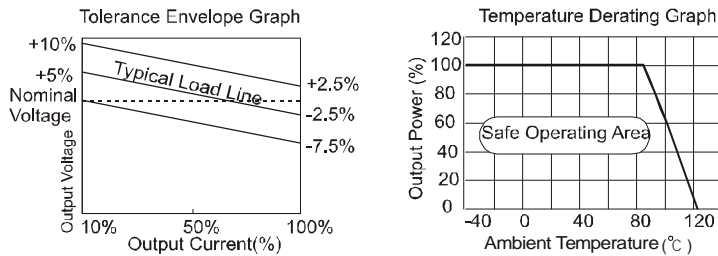 Tolerance Envelope Graph
+10%
+5%
Nominal
Voltage
Typical Load Line
+2.5%
-2.5%
-7.5%
Output Voltage
10%
50%
100%
Output Current(%)
Temperature Derating Graph
120
100
80
60
40
20
0
Output Power (%)
Safe Operating Area
-40
0
40
80
120
Ambient Temperature(℃)